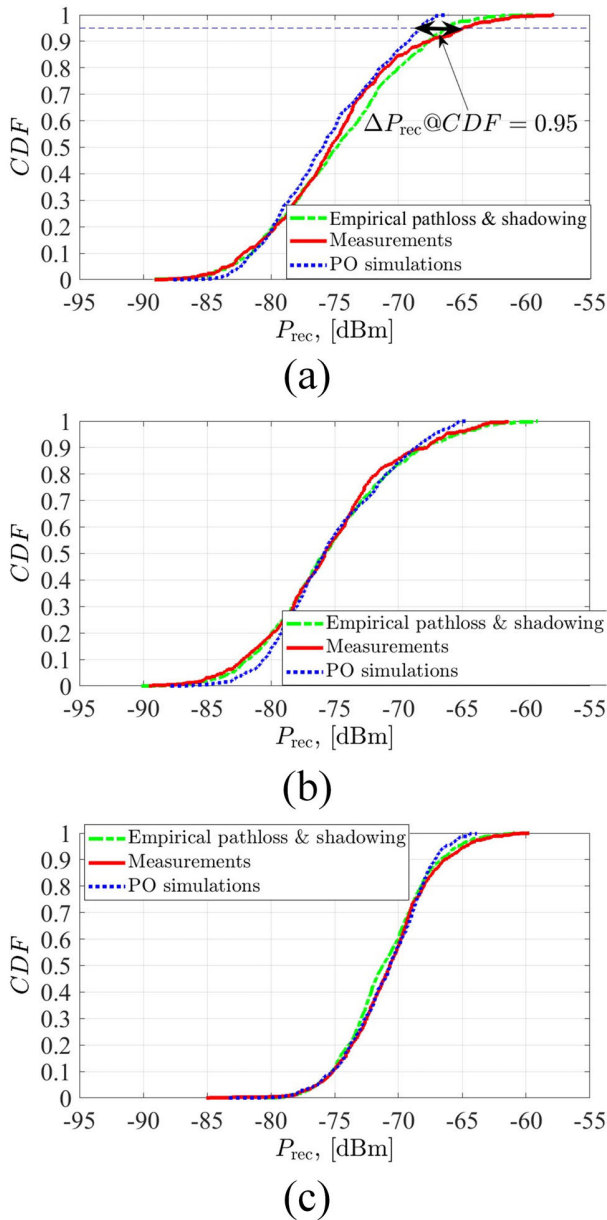 1
0.9
0.8
0.7
0.6
0.5
0.4
0.3
0.2
0.1
0
CDF
ΔP_rec@CDF = 0.95
Empirical pathloss & shadowing
Measurements
PO simulations
-95 -90 -85 -80 -75 -70 -65 -60 -55
P_rec, [dBm]
(a)
1
0.9
0.8
0.7
0.6
0.5
0.4
0.3
0.2
0.1
0
CDF
Empirical pathloss & shadowing
Measurements
PO simulations
-95 -90 -85 -80 -75 -70 -65 -60 -55
P_rec, [dBm]
(b)
Empirical pathloss & shadowing
Measurements
PO simulations
1
0.9
0.8
0.7
0.6
0.5
0.4
0.3
0.2
0.1
0
CDF
-95 -90 -85 -80 -75 -70 -65 -60 -55
P_rec, [dBm]
(c)